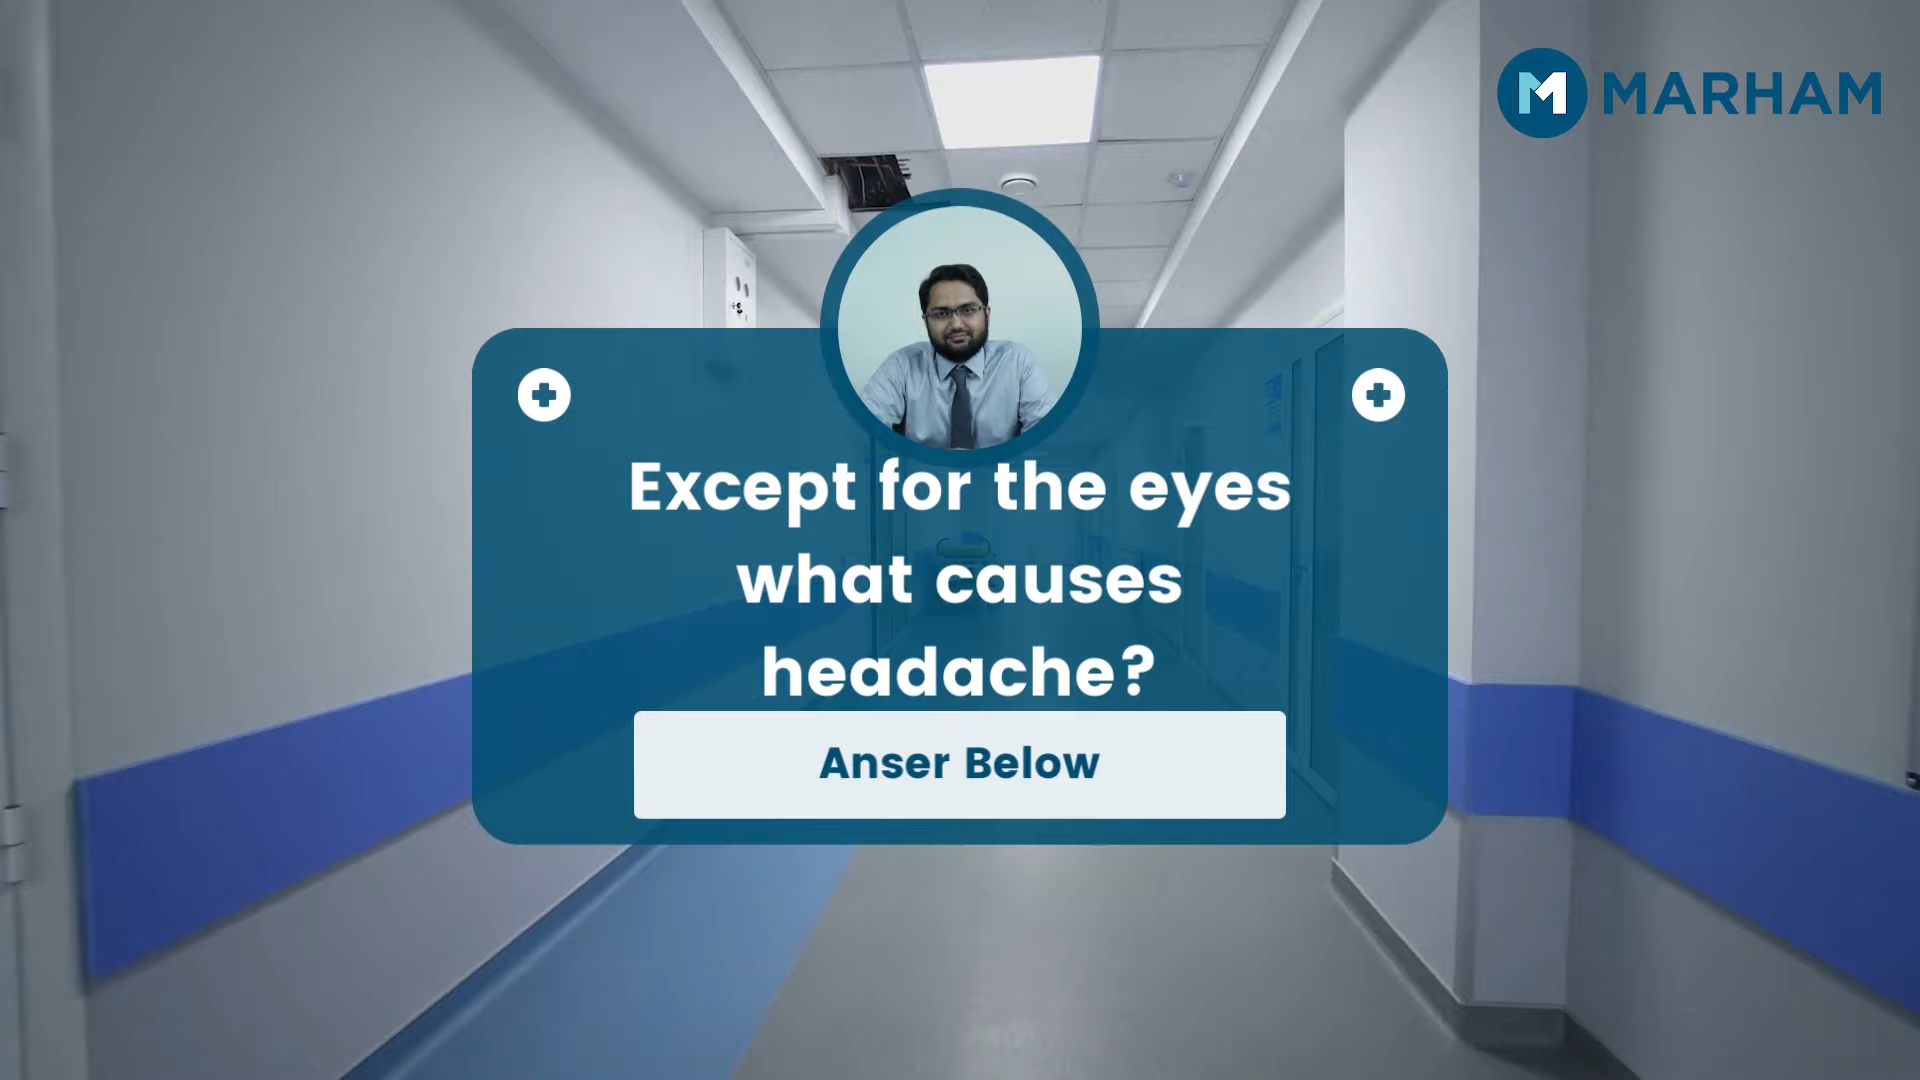 MARHAM
Except for the eyes
what causes
headache?
Anser Below